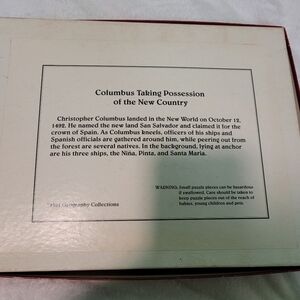 Columbus Taking Possession
of the New Country
Christopher Columbus landed in the New World on October 12,
1492. He named the new land San Salvador and claimed it for the
crown of Spain. As Columbus kneels, officers of his ships and
Spanish officials are gathered around him, while peering out from
the forest are several natives. In the background, lying at anchor
are his three ships, the Niña, Pinta, and Santa Maria.
WARNING: Small puzzle pieces can be hazardous
if swallowed. Care should be taken to
keep puzzle pieces out of the reach of
babies, young children and pets.
Geography Collections